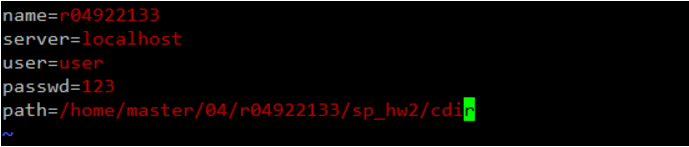 name=r04922133
server=localhost
user=user
passwd=123
path=/home/master/04/r04922133/sp_hw2/cdir
~